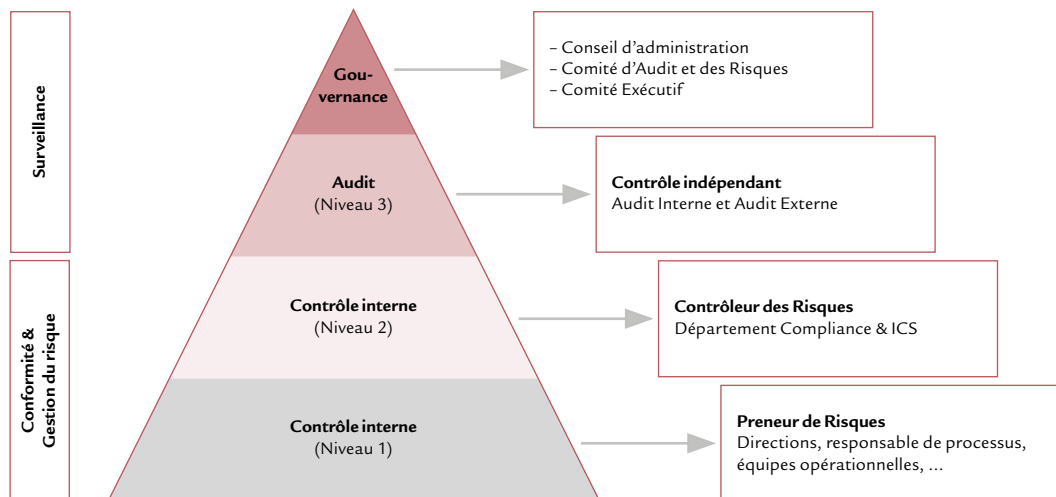 Surveillance
Gou-
vernance
– Conseil d’administration
– Comité d’Audit et des Risques
– Comité Exécutif
Audit
(Niveau 3)
Contrôle indépendant
Audit Interne et Audit Externe
Conformité &
Gestion du risque
Contrôle interne
(Niveau 2)
Contrôleur des Risques
Département Compliance & ICS
Contrôle interne
(Niveau 1)
Preneur de Risques
Directions, responsable de processus,
équipes opérationnelles, ...